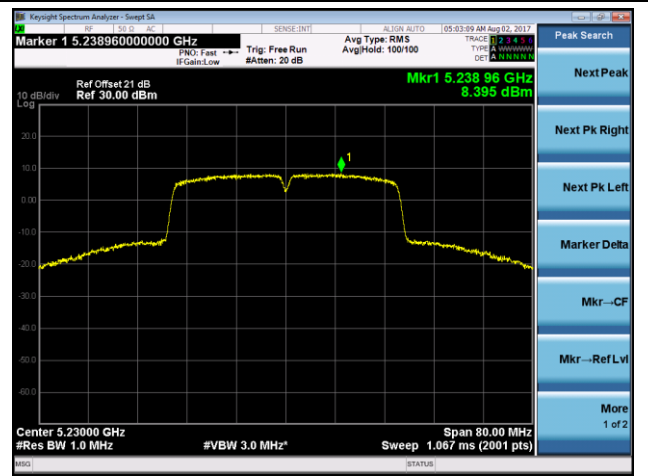 Keysight Spectrum Analyzer - Swept SA
RF 50 Ω AC SENSE:INT ALIGN AUTO 05:03:09 AM Aug 02, 2017
Marker 1 5.238960000000 GHz Avg Type: RMS TRACE 1 2 3 4 5 6
PNO: Fast Trig: Free Run Avg|Hold: 100/100 TYPE A WWWWW
IFGain:Low #Atten: 20 dB DET A N N N N N
Mkr1 5.238 96 GHz
8.395 dBm
Ref Offset 21 dB
10 dB/div Ref 30.00 dBm
Log
20.0
10.0
0.00
-10.0
-20.0
-30.0
-40.0
-50.0
-60.0
1
Center 5.23000 GHz Span 80.00 MHz
#Res BW 1.0 MHz #VBW 3.0 MHz* Sweep 1.067 ms (2001 pts)
MSG STATUS
Peak Search
Next Peak
Next Pk Right
Next Pk Left
Marker Delta
Mkr→CF
Mkr→Ref Lvl
More
1 of 2